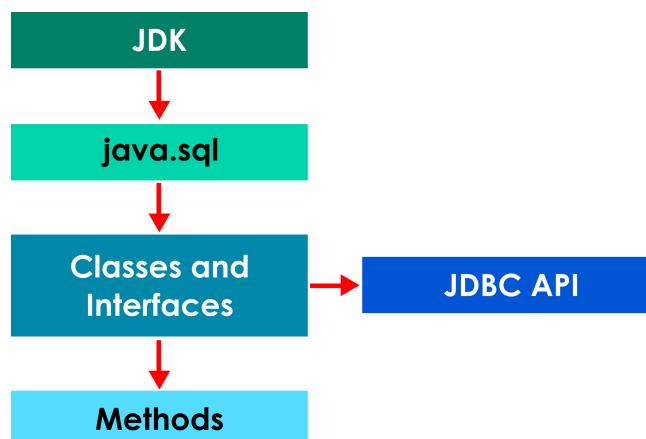 JDK
java.sql
Classes and
Interfaces
JDBC API
Methods